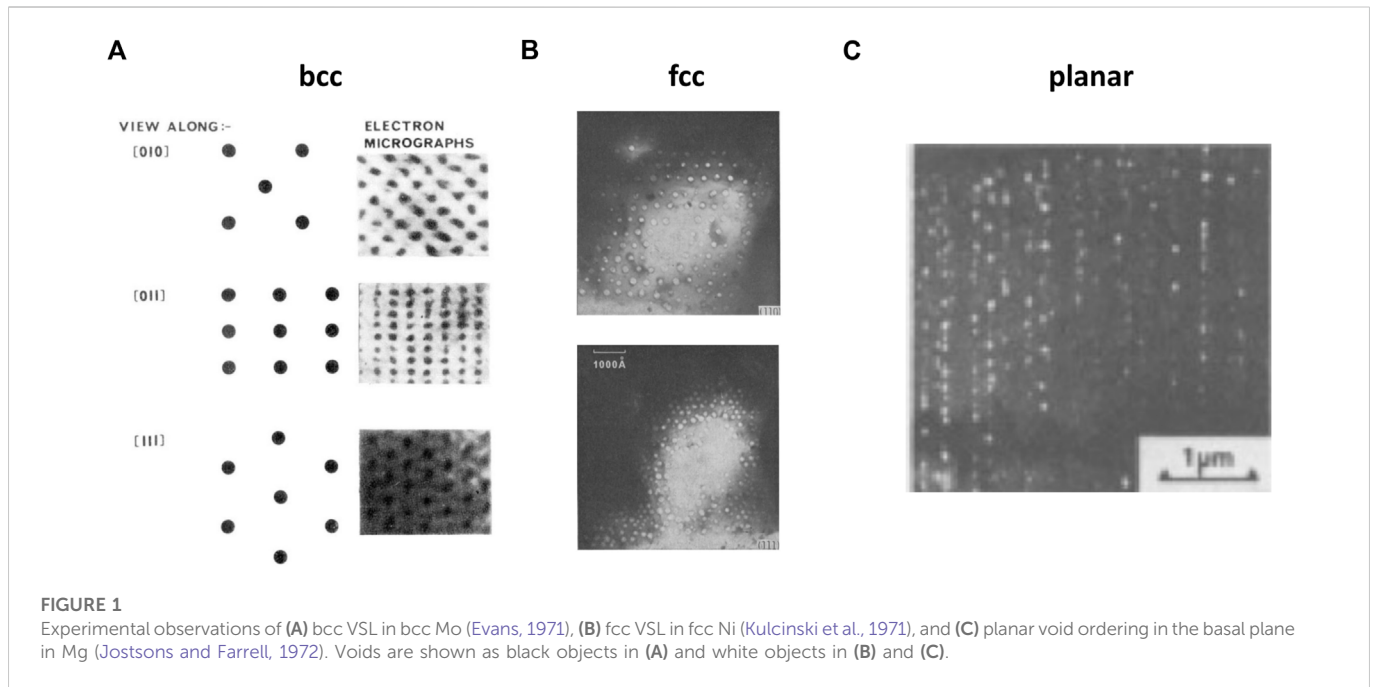 A
bcc
VIEW ALONG:-
[010]
ELECTRON
MICROGRAPHS
[011]
[111]
B
fcc
(110)
1000Å
(111)
C
planar
1μm
FIGURE 1
Experimental observations of (A) bcc VSL in bcc Mo (Evans, 1971), (B) fcc VSL in fcc Ni (Kulcinski et al., 1971), and (C) planar void ordering in the basal plane
in Mg (Jostsons and Farrell, 1972). Voids are shown as black objects in (A) and white objects in (B) and (C).